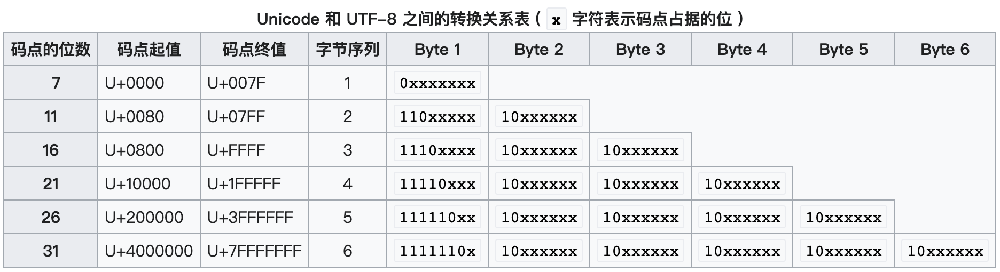 Unicode 和 UTF-8 之间的转换关系表（ x 字符表示码点占据的位 ）
码点的位数 码点起值 码点终值 字节序列 Byte 1 Byte 2 Byte 3 Byte 4 Byte 5 Byte 6
7 U+0000 U+007F 1 0xxxxxxx
11 U+0080 U+07FF 2 110xxxxx 10xxxxxx
16 U+0800 U+FFFF 3 1110xxxx 10xxxxxx 10xxxxxx
21 U+10000 U+1FFFFF 4 11110xxx 10xxxxxx 10xxxxxx 10xxxxxx
26 U+200000 U+3FFFFFF 5 111110xx 10xxxxxx 10xxxxxx 10xxxxxx 10xxxxxx
31 U+4000000 U+7FFFFFFF 6 1111110x 10xxxxxx 10xxxxxx 10xxxxxx 10xxxxxx 10xxxxxx